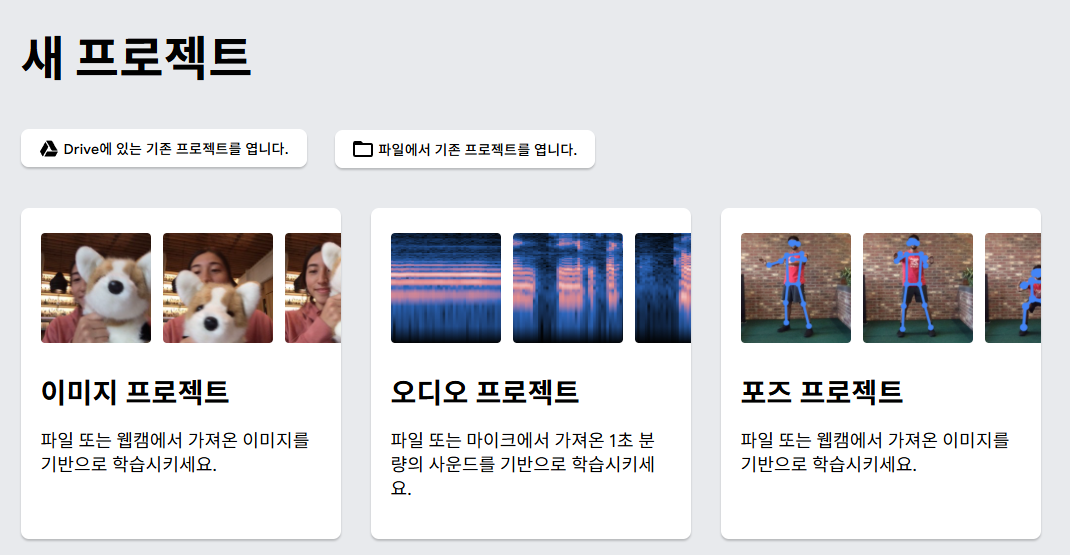 새 프로젝트
Drive에 있는 기존 프로젝트를 엽니다.
파일에서 기존 프로젝트를 엽니다.
이미지 프로젝트
파일 또는 웹캠에서 가져온 이미지를
기반으로 학습시키세요.
오디오 프로젝트
파일 또는 마이크에서 가져온 1초 분
량의 사운드를 기반으로 학습시키세
요.
포즈 프로젝트
파일 또는 웹캠에서 가져온 이미지를
기반으로 학습시키세요.